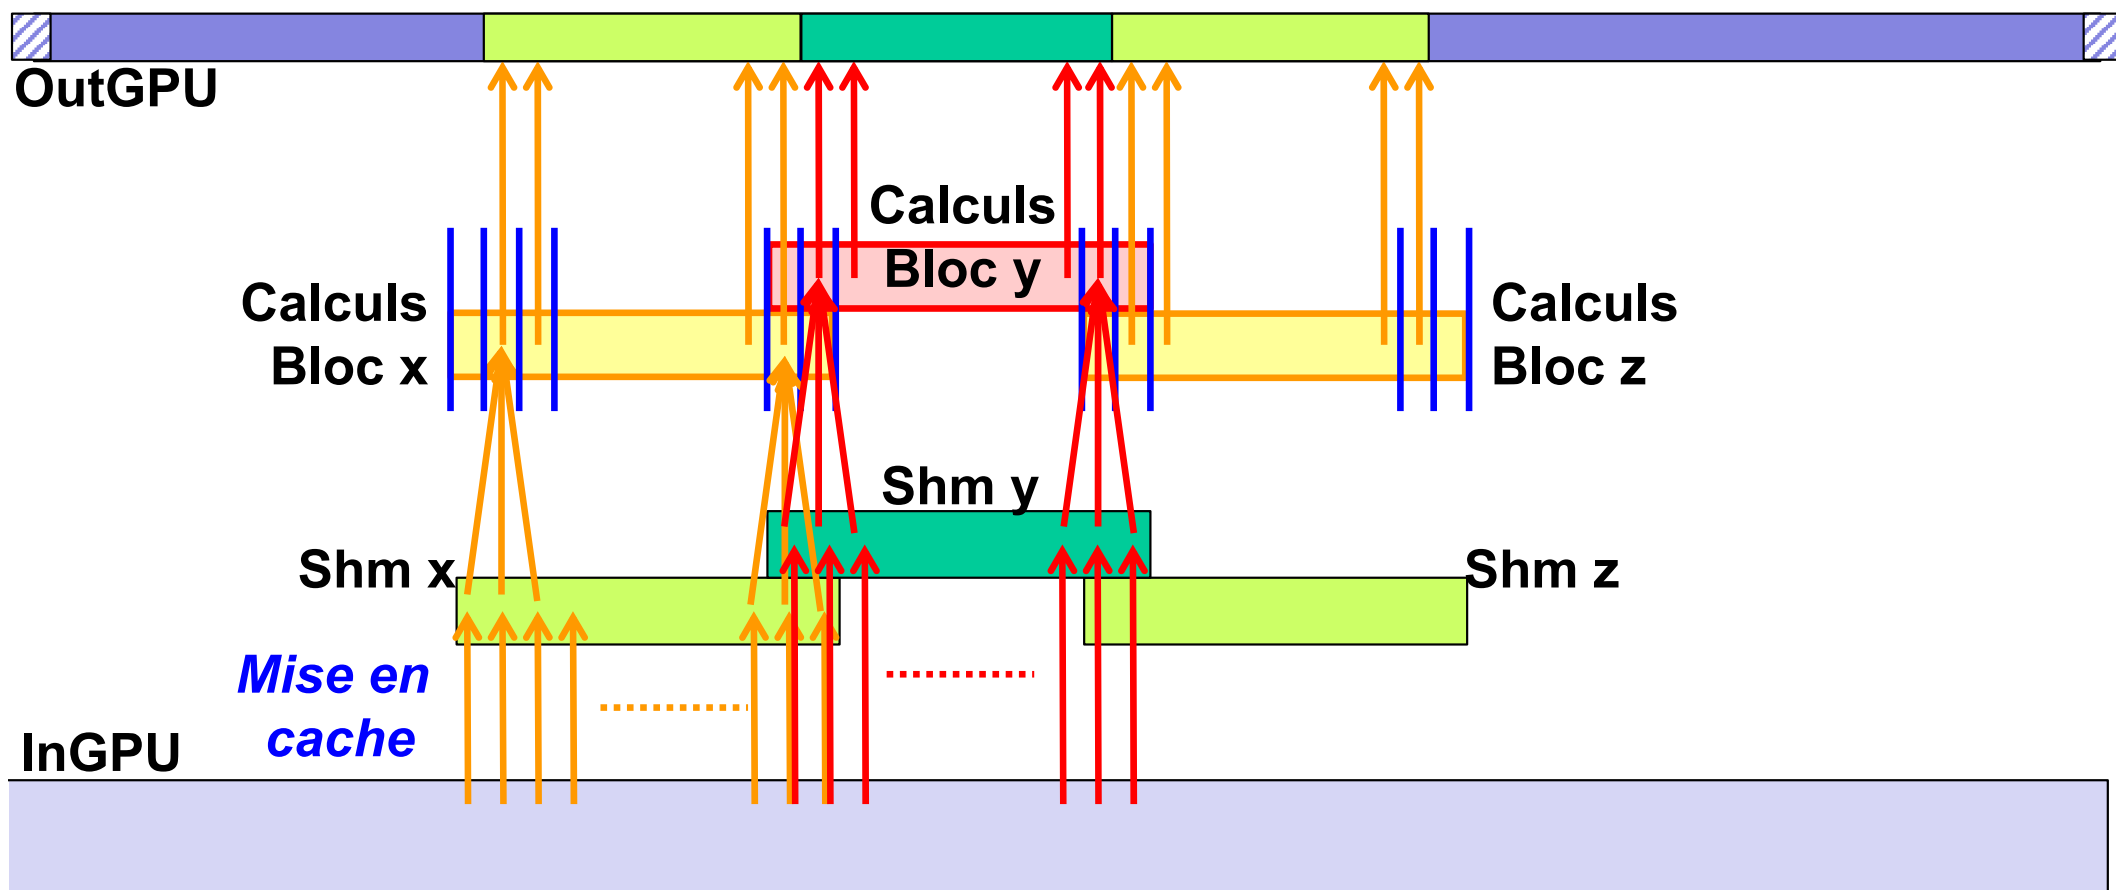 OutGPU
Calculs
Bloc y
Calculs
Bloc x
Calculs
Bloc z
Shm y
Shm x
Shm z
Mise en
cache
InGPU